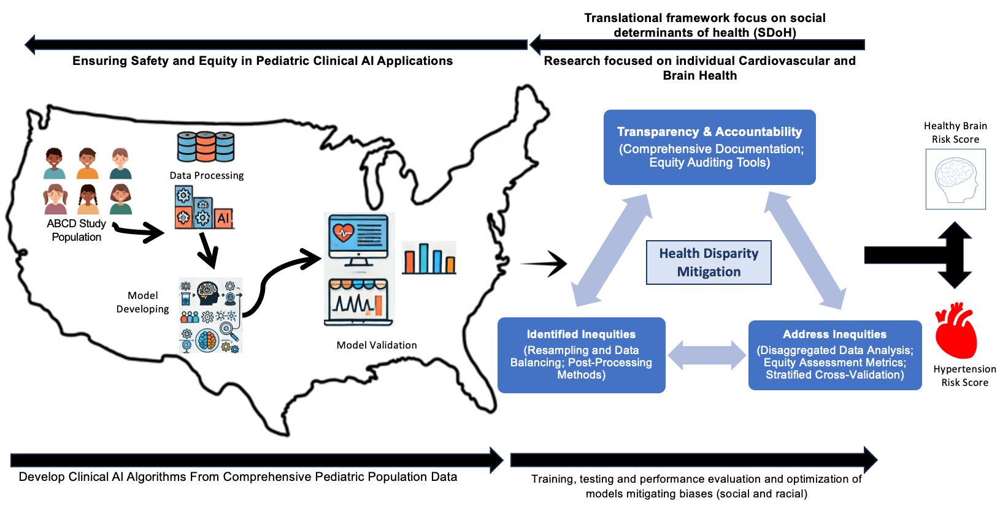 Translational framework focus on social
determinants of health (SDoH)
Ensuring Safety and Equity in Pediatric Clinical AI Applications
Research focused on individual Cardiovascular and
Brain Health
ABCD Study
Population
Data Processing
AI
Model
Developing
Model Validation
Transparency & Accountability
(Comprehensive Documentation;
Equity Auditing Tools)
Health Disparity
Mitigation
Identified Inequities
(Resampling and Data
Balancing; Post-Processing
Methods)
Address Inequities
(Disaggregated Data Analysis;
Equity Assessment Metrics;
Stratified Cross-Validation)
Healthy Brain
Risk Score
Hypertension
Risk Score
Develop Clinical AI Algorithms From Comprehensive Pediatric Population Data
Training, testing and performance evaluation and optimization of
models mitigating biases (social and racial)